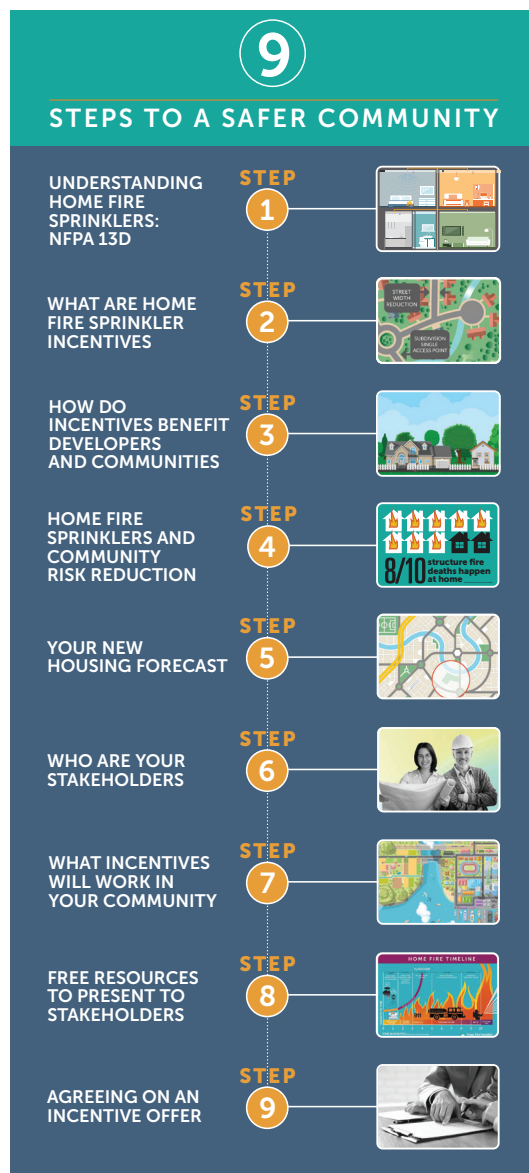 9
STEPS TO A SAFER COMMUNITY
UNDERSTANDING
HOME FIRE
SPRINKLERS:
NFPA 13D
STEP
1
WHAT ARE HOME
FIRE SPRINKLER
INCENTIVES
STEP
2
STREET
WIDTH
REDUCTION
SUBDIVISION
SINGLE
ACCESS POINT
HOW DO
INCENTIVES BENEFIT
DEVELOPERS
AND COMMUNITIES
STEP
3
HOME FIRE
SPRINKLERS AND
COMMUNITY
RISK REDUCTION
STEP
4
8/10 structure fire
deaths happen
at home
YOUR NEW
HOUSING FORECAST
STEP
5
WHO ARE YOUR
STAKEHOLDERS
STEP
6
WHAT INCENTIVES
WILL WORK IN
YOUR COMMUNITY
STEP
7
FREE RESOURCES
TO PRESENT TO
STAKEHOLDERS
STEP
8
HOME FIRE TIMELINE
AGREEING ON AN
INCENTIVE OFFER
STEP
9